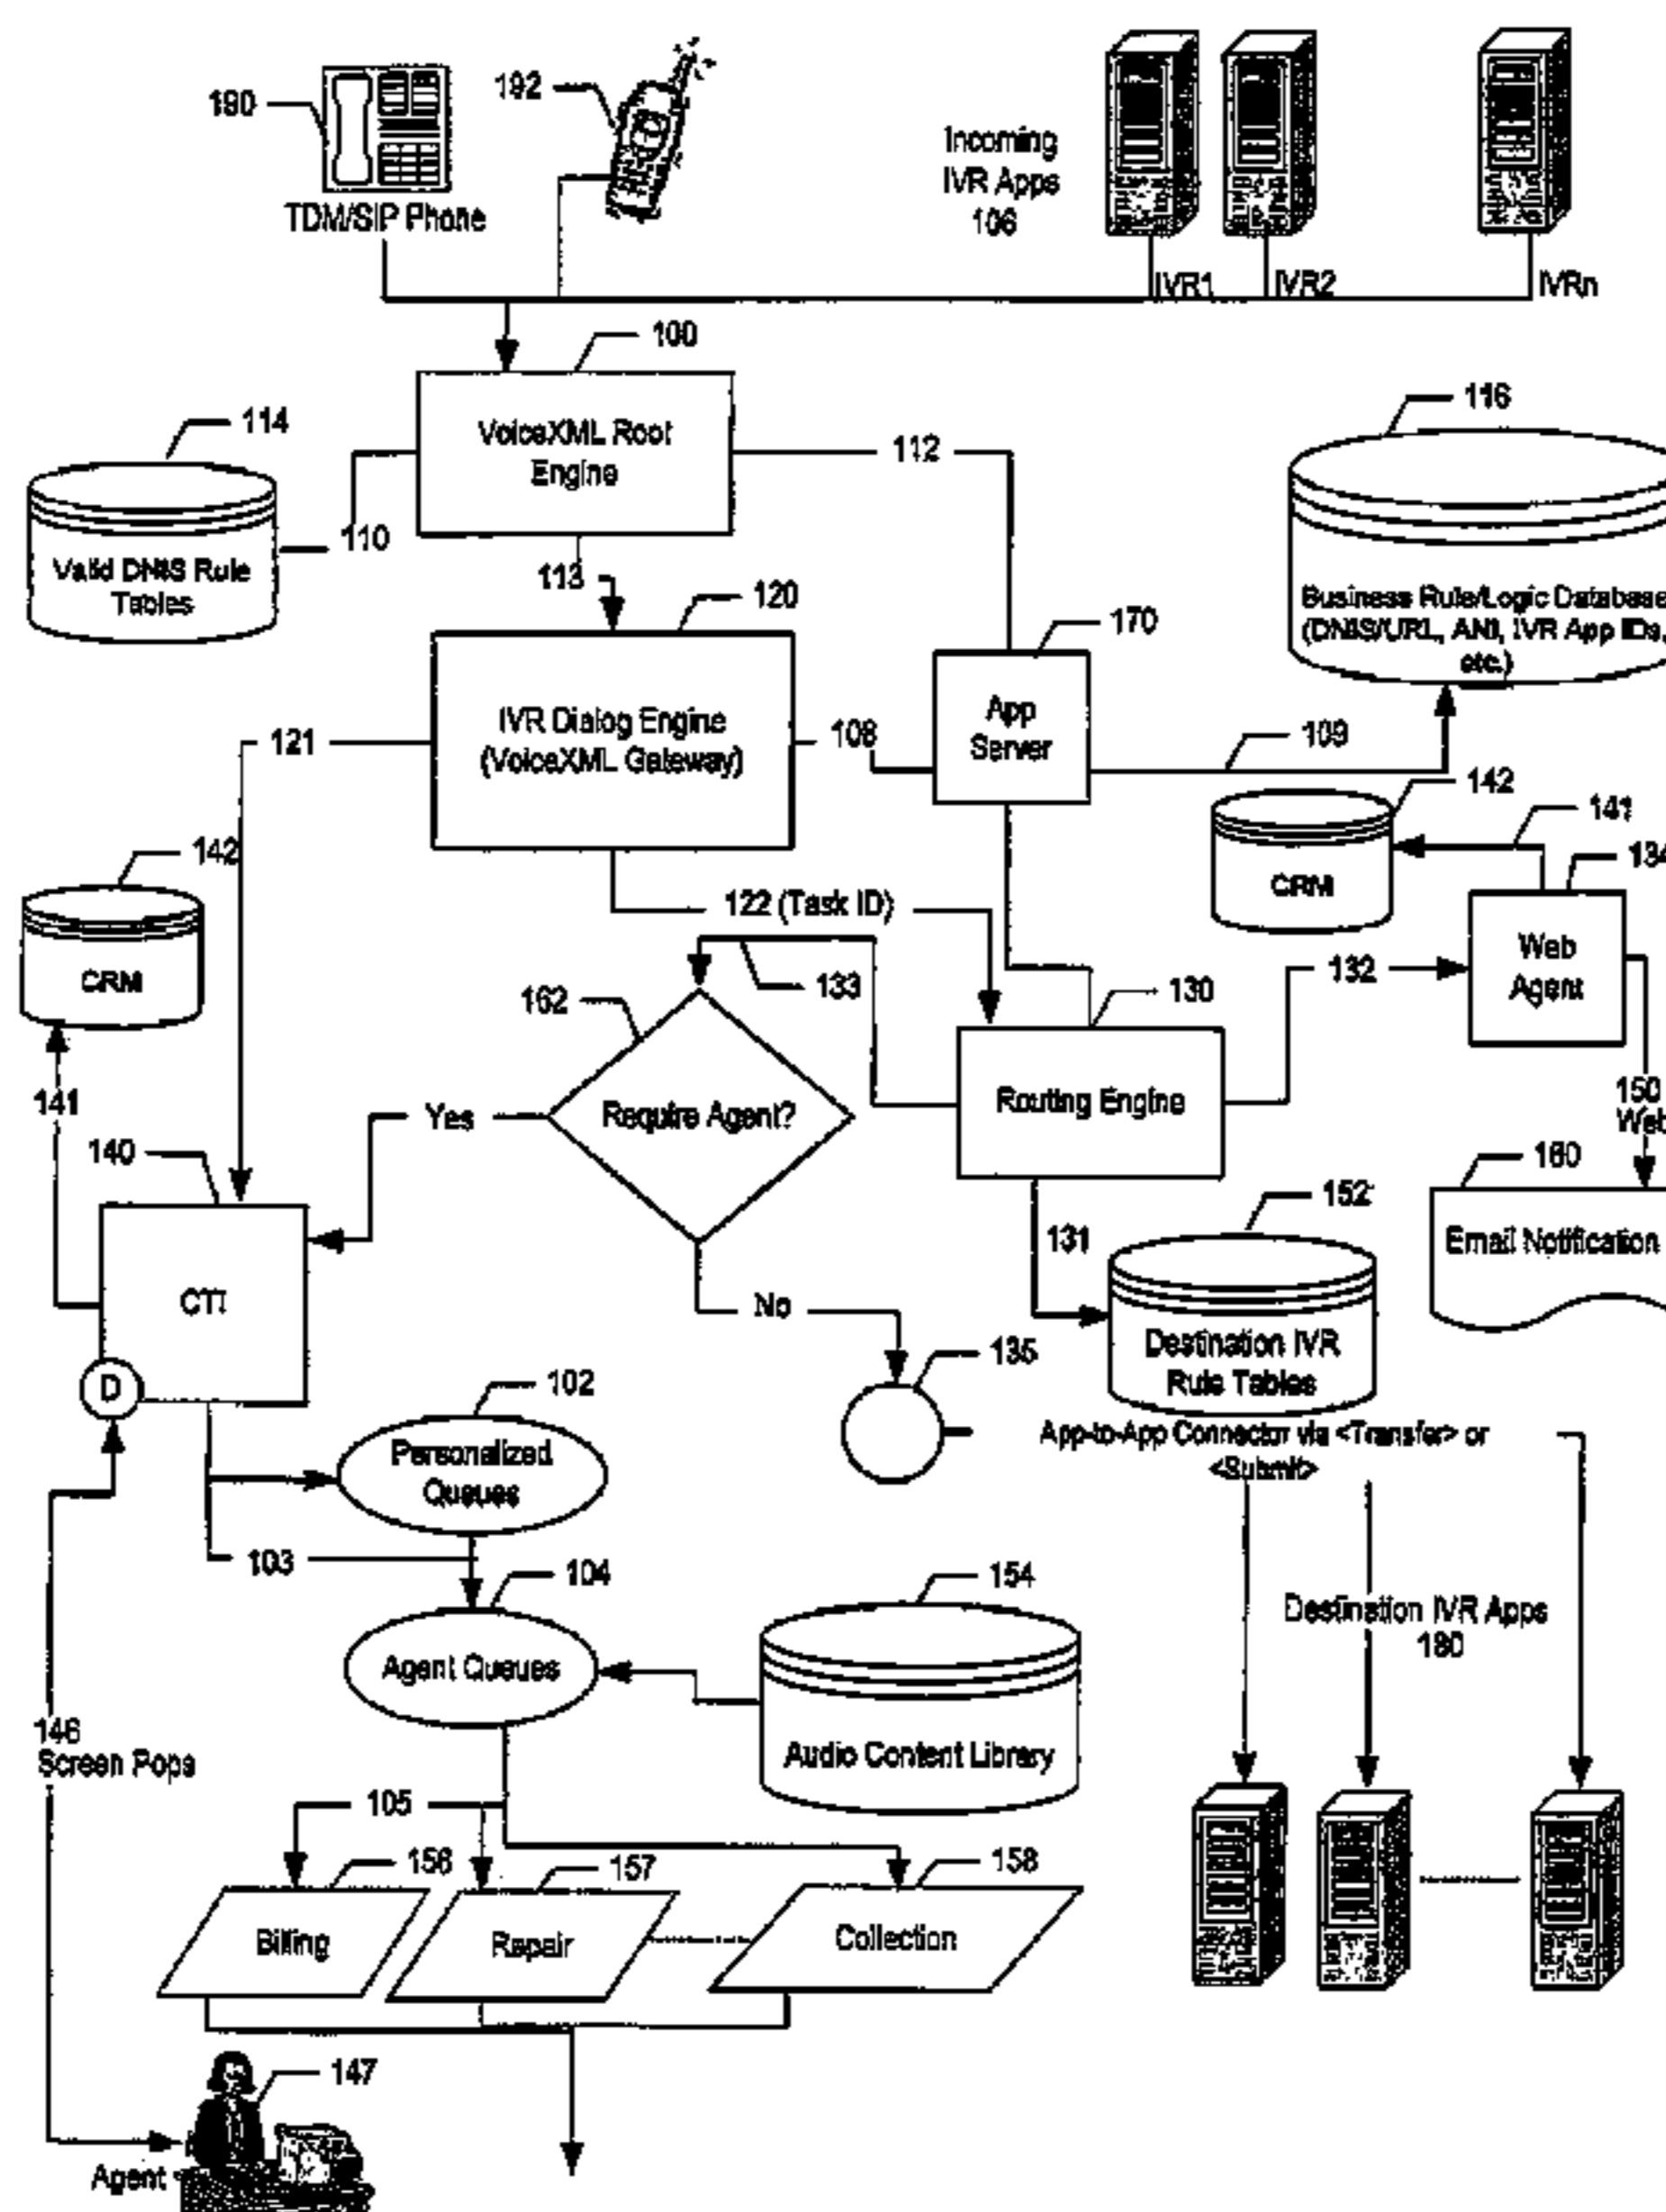 190
192
TDM/SIP Phone
Incoming
IVR Apps
106
IVR1
IVR2
IVRn
100
VoiceXML Root
Engine
112
114
110
Valid DNIS Rule
Tables
116
Business Rule/Logic Database
(DNIS/URL, ANI, IVR App IDs,
etc.)
113
120
170
IVR Dialog Engine
(VoiceXML Gateway)
121
108
App
Server
109
142
CRM
141
142
CRM
134
Web
Agent
122 (Task ID)
133
132
162
130
Require Agent?
Routing Engine
Yes
141
140
150
Web
160
Email Notification
131
152
Destination IVR
Rule Tables
CTI
D
No
135
App-to-App Connector via <Transfer> or
<Submit>
102
Personalized
Queues
103
104
Agent Queues
154
Audio Content Library
Destination IVR Apps
180
146
Screen Pops
105
156
157
158
Billing
Repair
Collection
147
Agent